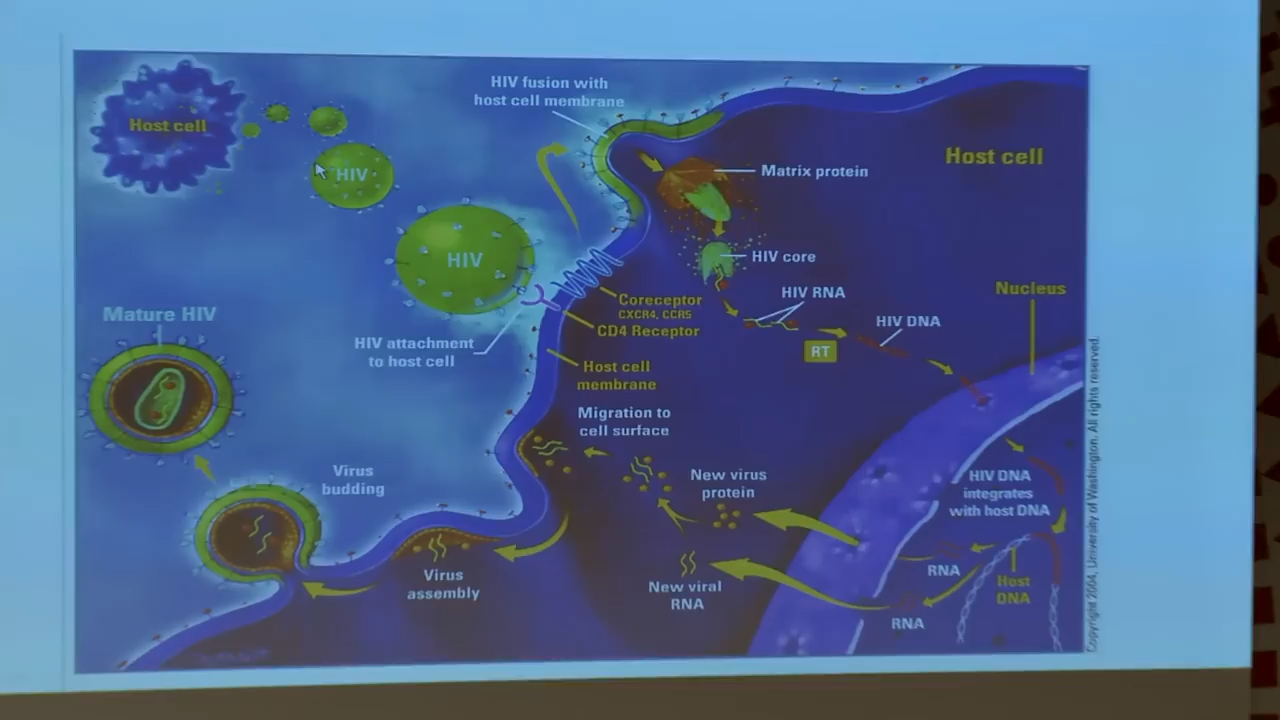 HIV fusion with
host cell membrane
Host cell
HIV
Matrix protein
Host cell
HIV
HIV core
Coreceptor
CXCR4, CCR5
CD4 Receptor
HIV RNA
HIV DNA
RT
Nucleus
Mature HIV
HIV attachment
to host cell
Host cell
membrane
Migration to
cell surface
Virus
budding
New virus
protein
HIV DNA
integrates
with host DNA
Virus
assembly
New viral
RNA
RNA
Host
DNA
RNA
Copyright 2004, University of Washington. All rights reserved.